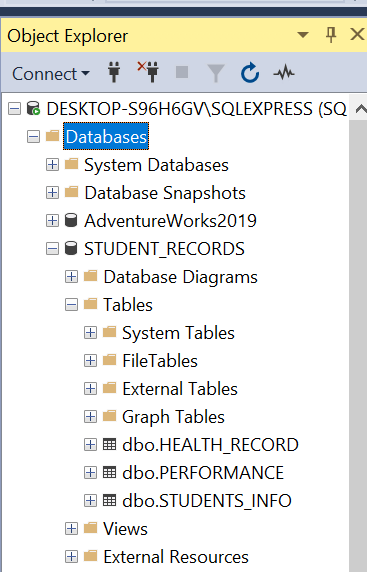 Object Explorer
Connect
DESKTOP-S96H6GV\SQLEXPRESS (SQ
Databases
System Databases
Database Snapshots
AdventureWorks2019
STUDENT_RECORDS
Database Diagrams
Tables
System Tables
FileTables
External Tables
Graph Tables
dbo.HEALTH_RECORD
dbo.PERFORMANCE
dbo.STUDENTS_INFO
Views
External Resources